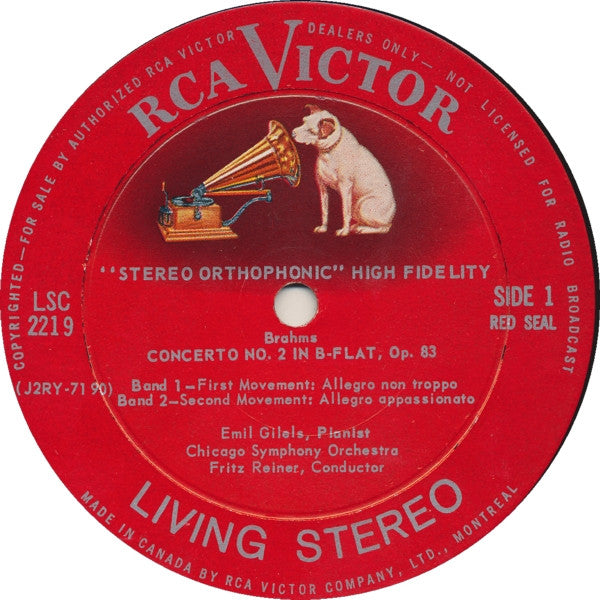 COPYRIGHTED—FOR SALE BY AUTHORIZED RCA VICTOR DEALERS ONLY— NOT LICENSED FOR RADIO BROADCAST
RCA VICTOR
"STEREO ORTHOPHONIC" HIGH FIDELITY
LSC
2219
SIDE 1
RED SEAL
Brahms
CONCERTO NO. 2 IN B-FLAT, Op. 83
(J2RY-7190)
Band 1—First Movement: Allegro non troppo
Band 2—Second Movement: Allegro appassionato
Emil Gilels, Pianist
Chicago Symphony Orchestra
Fritz Reiner, Conductor
LIVING STEREO
MADE IN CANADA BY RCA VICTOR COMPANY, LTD., MONTREAL